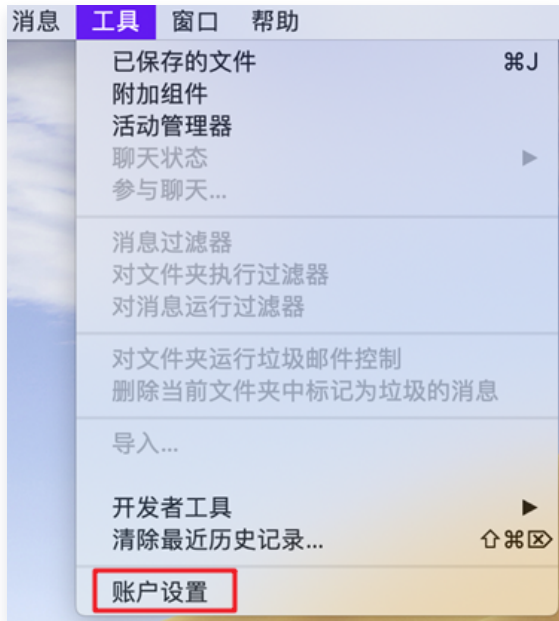 消息 工具 窗口 帮助
已保存的文件 ⌘J
附加组件
活动管理器
聊天状态 ▶
参与聊天...
消息过滤器
对文件夹执行过滤器
对消息运行过滤器
对文件夹运行垃圾邮件控制
删除当前文件夹中标记为垃圾的消息
导入...
开发者工具 ▶
清除最近历史记录... ⇧⌘⌦
账户设置